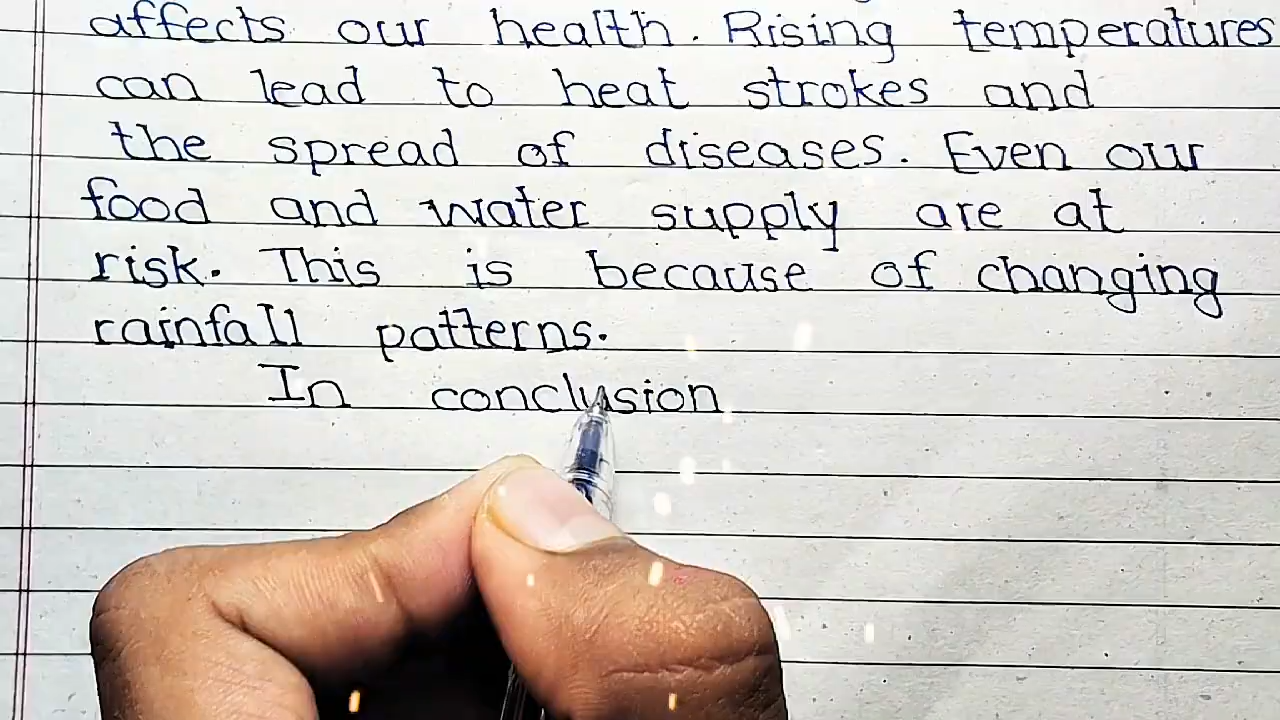 affects our health. Rising temperatures
can lead to heat strokes and
the spread of diseases. Even our
food and water supply are at
risk. This is because of changing
rainfall patterns.
In conclusion